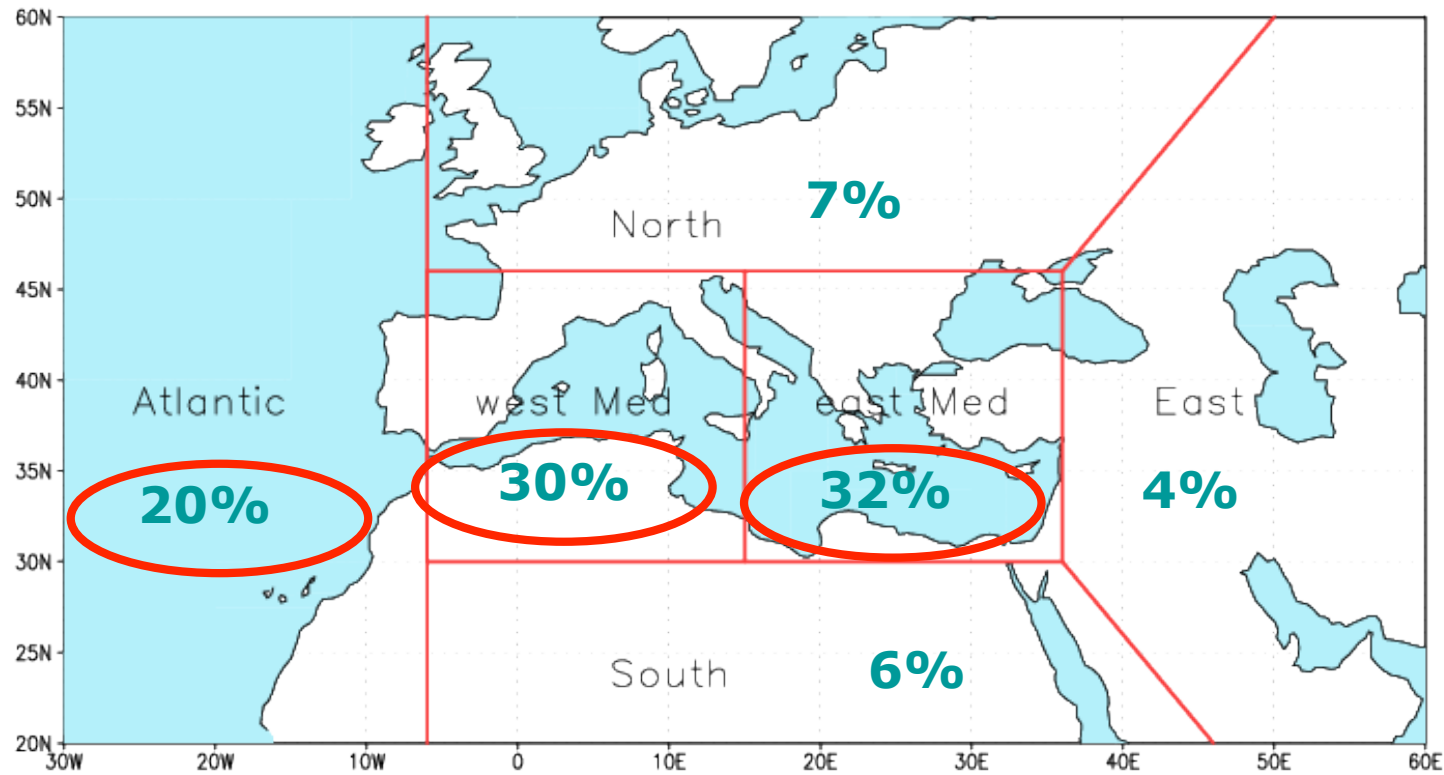 60N
55N
50N
45N
40N
35N
30N
25N
20N
7%
North
Atlantic
west Med
east Med
East
20%
30%
32%
4%
South
6%
30W
20W
10W
0
10E
20E
30E
40E
50E
60E